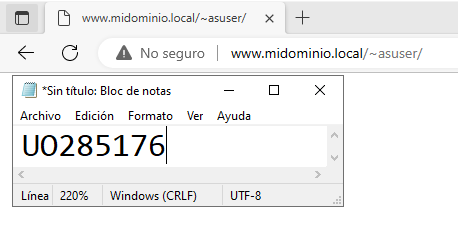 www.midominio.local/~asuser/
No seguro
www.midominio.local/~asuser/
*Sin título: Bloc de notas
Archivo Edición Formato Ver Ayuda
UO285176
Línea 220% Windows (CRLF) UTF-8